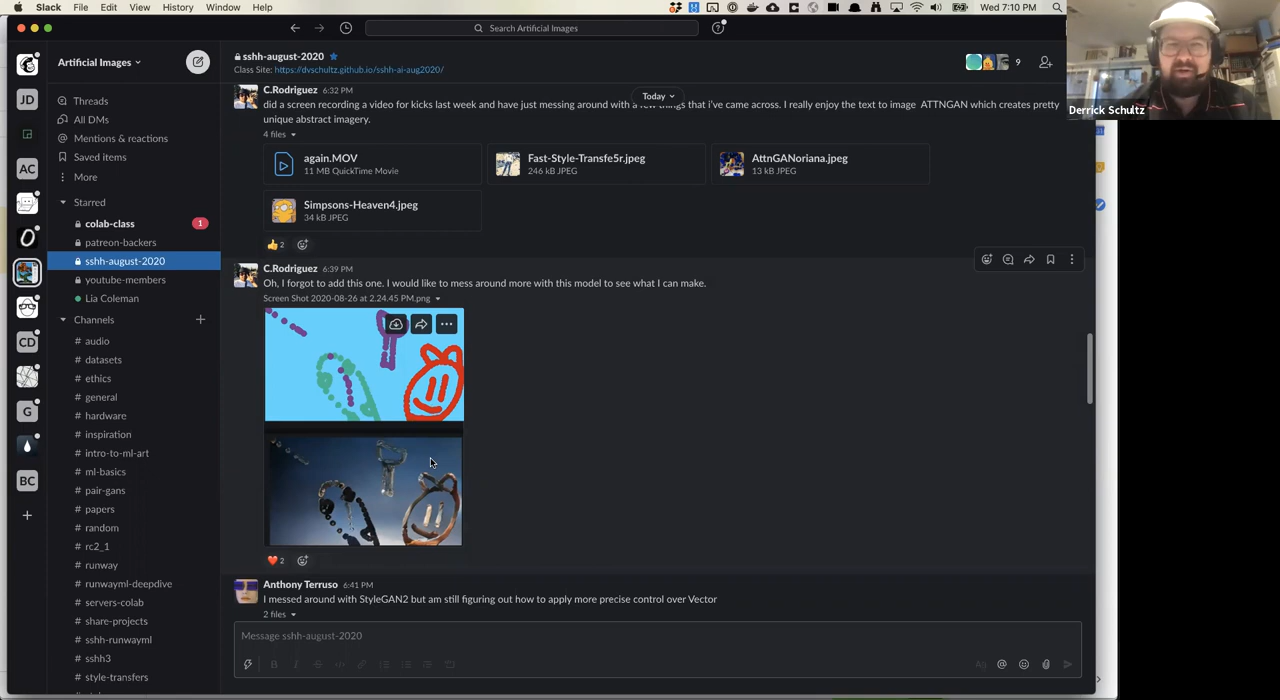 Slack File Edit View History Window Help Wed 7:10 PM
Search Artificial Images
Artificial Images
sshh-august-2020
Class Site: https://dvschultz.github.io/sshh-ai-aug2020/
9
Derrick Schultz
JD
AC
CD
G
BC
Threads
All DMs
Mentions & reactions
Saved items
More
Starred
colab-class 1
patreon-backers
sshh-august-2020
youtube-members
Lia Coleman
Channels
# audio
# datasets
# ethics
# general
# hardware
# inspiration
# intro-to-ml-art
# ml-basics
# pair-gans
# papers
# random
# rc2_1
# runway
# runwayml-deepdive
# servers-colab
# share-projects
# sshh-runwayml
# sshh3
# style-transfers
Today
C.Rodriguez 6:32 PM
did a screen recording a video for kicks last week and have just messing around with a few things that i've came across. I really enjoy the text to image ATTNGAN which creates pretty
unique abstract imagery.
4 files
again.MOV
11 MB QuickTime Movie
Fast-Style-Transfe5r.jpeg
246 kB JPEG
AttnGANoriana.jpeg
13 kB JPEG
Simpsons-Heaven4.jpeg
34 kB JPEG
2
C.Rodriguez 6:39 PM
Oh, I forgot to add this one. I would like to mess around more with this model to see what I can make.
Screen Shot 2020-08-26 at 2.24.45 PM.png
2
Anthony Terruso 6:41 PM
I messed around with StyleGAN2 but am still figuring out how to apply more precise control over Vector
2 files
Message sshh-august-2020